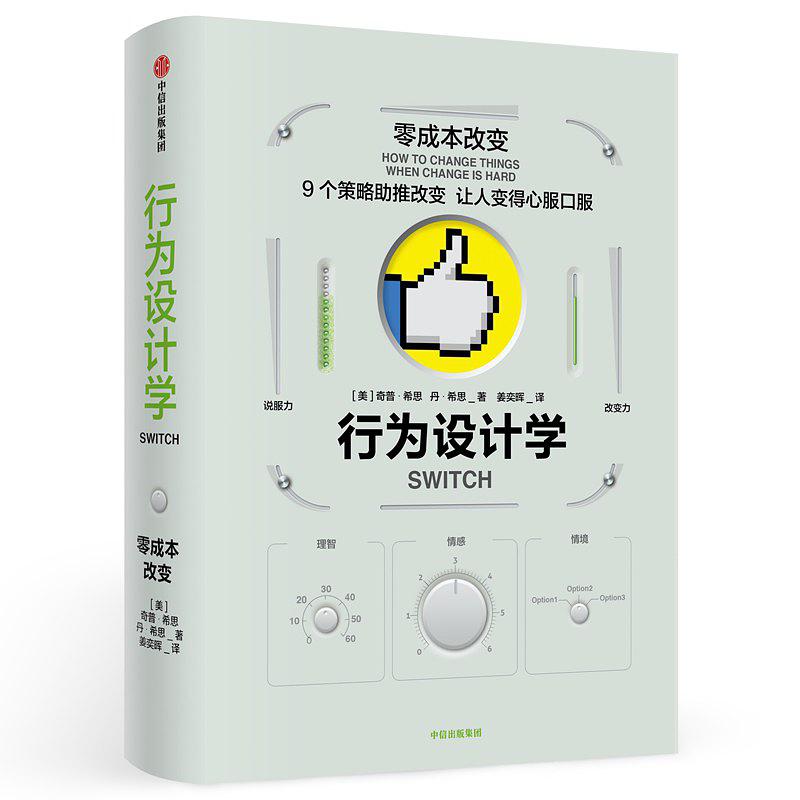 中信出版集团
行为设计学
SWITCH
零成本
改变
[美]
奇普·希思
丹·希思_著
姜奕晖_译
零成本改变
HOW TO CHANGE THINGS
WHEN CHANGE IS HARD
9个策略助推改变 让人变得心服口服
说服力
改变力
[美]奇普·希思 丹·希思_著 姜奕晖_译
行为设计学
SWITCH
理智
0 10 20 30 40 50 60
情感
0 1 2 3 4 5 6
情境
Option1 Option2 Option3
中信出版集团